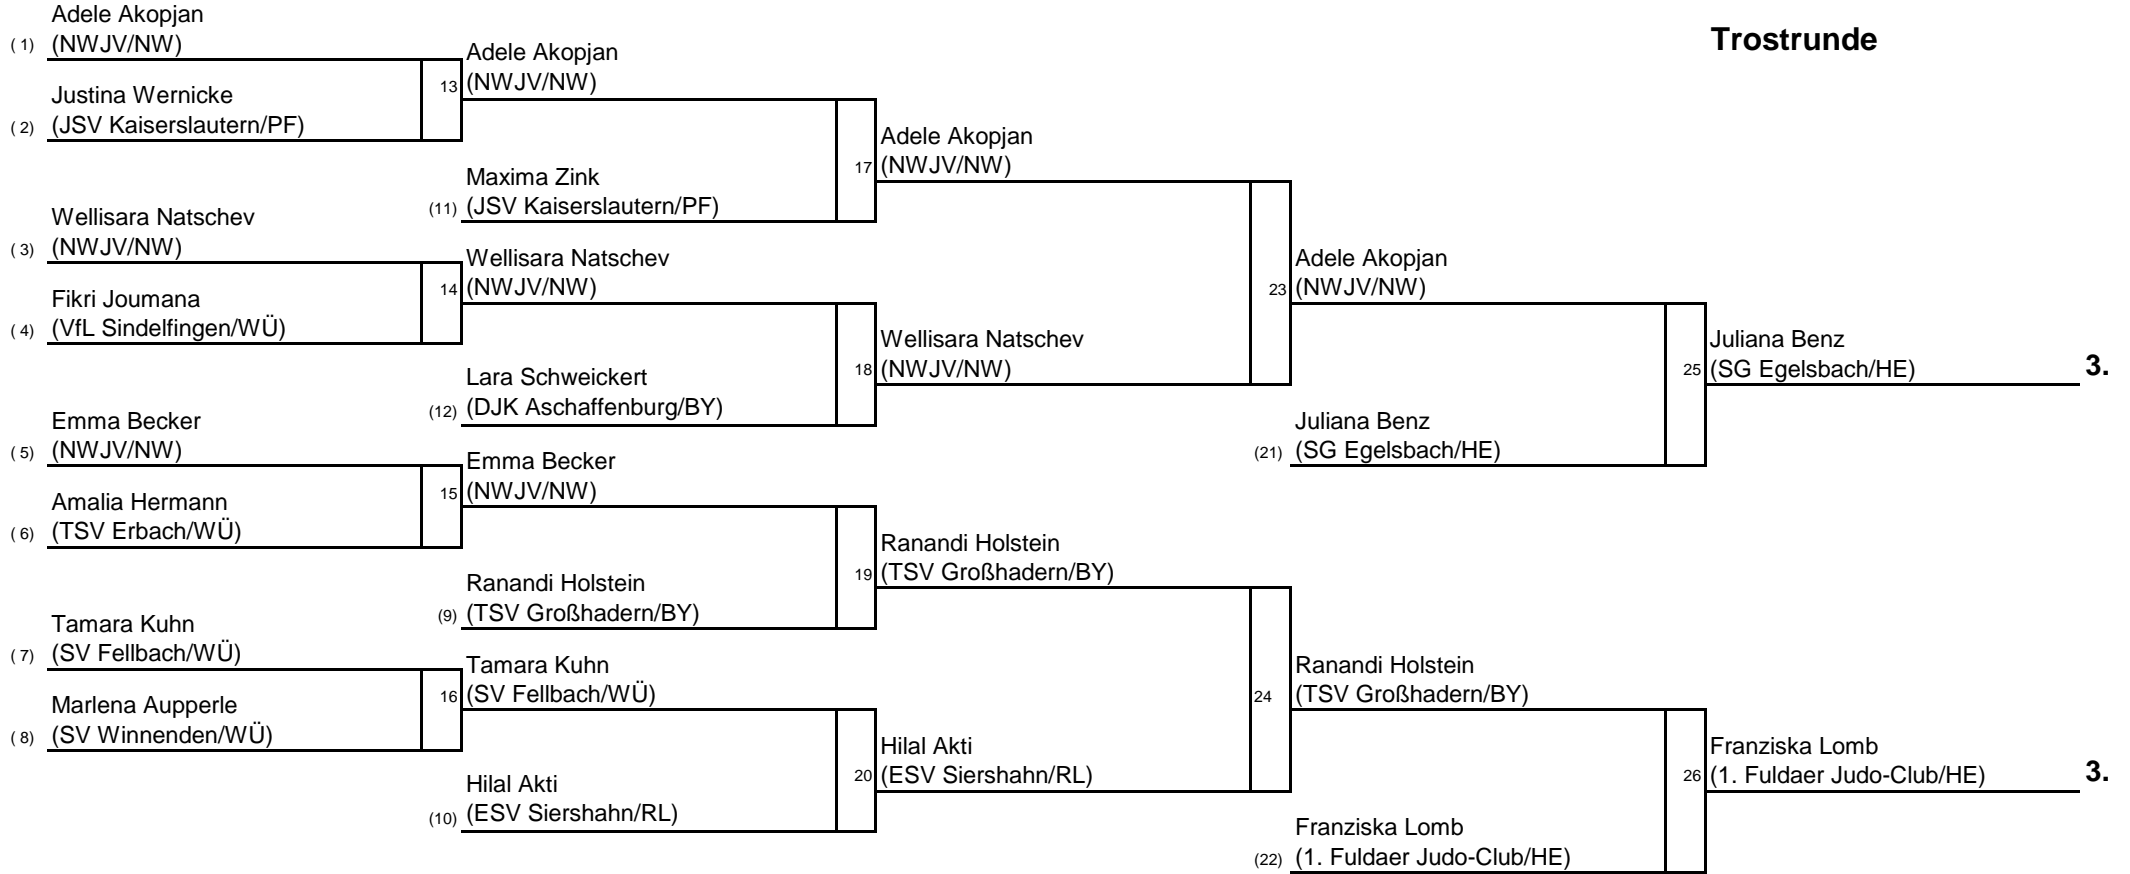 Trostrunde
Adele Akopjan
( 1) (NWJV/NW)
Justina Wernicke
( 2) (JSV Kaiserslautern/PF)
Wellisara Natschev
( 3) (NWJV/NW)
Fikri Joumana
( 4) (VfL Sindelfingen/WÜ)
Emma Becker
( 5) (NWJV/NW)
Amalia Hermann
( 6) (TSV Erbach/WÜ)
Tamara Kuhn
( 7) (SV Fellbach/WÜ)
Marlena Aupperle
( 8) (SV Winnenden/WÜ)
Adele Akopjan
13 (NWJV/NW)
Maxima Zink
(11) (JSV Kaiserslautern/PF)
Wellisara Natschev
14 (NWJV/NW)
Lara Schweickert
(12) (DJK Aschaffenburg/BY)
Emma Becker
15 (NWJV/NW)
Ranandi Holstein
(9) (TSV Großhadern/BY)
Tamara Kuhn
16 (SV Fellbach/WÜ)
Hilal Akti
(10) (ESV Siershahn/RL)
Adele Akopjan
17 (NWJV/NW)
Wellisara Natschev
18 (NWJV/NW)
Ranandi Holstein
19 (TSV Großhadern/BY)
Hilal Akti
20 (ESV Siershahn/RL)
Adele Akopjan
23 (NWJV/NW)
Juliana Benz
(21) (SG Egelsbach/HE)
Ranandi Holstein
24 (TSV Großhadern/BY)
Franziska Lomb
(22) (1. Fuldaer Judo-Club/HE)
Juliana Benz
25 (SG Egelsbach/HE) 3.
Franziska Lomb
26 (1. Fuldaer Judo-Club/HE) 3.